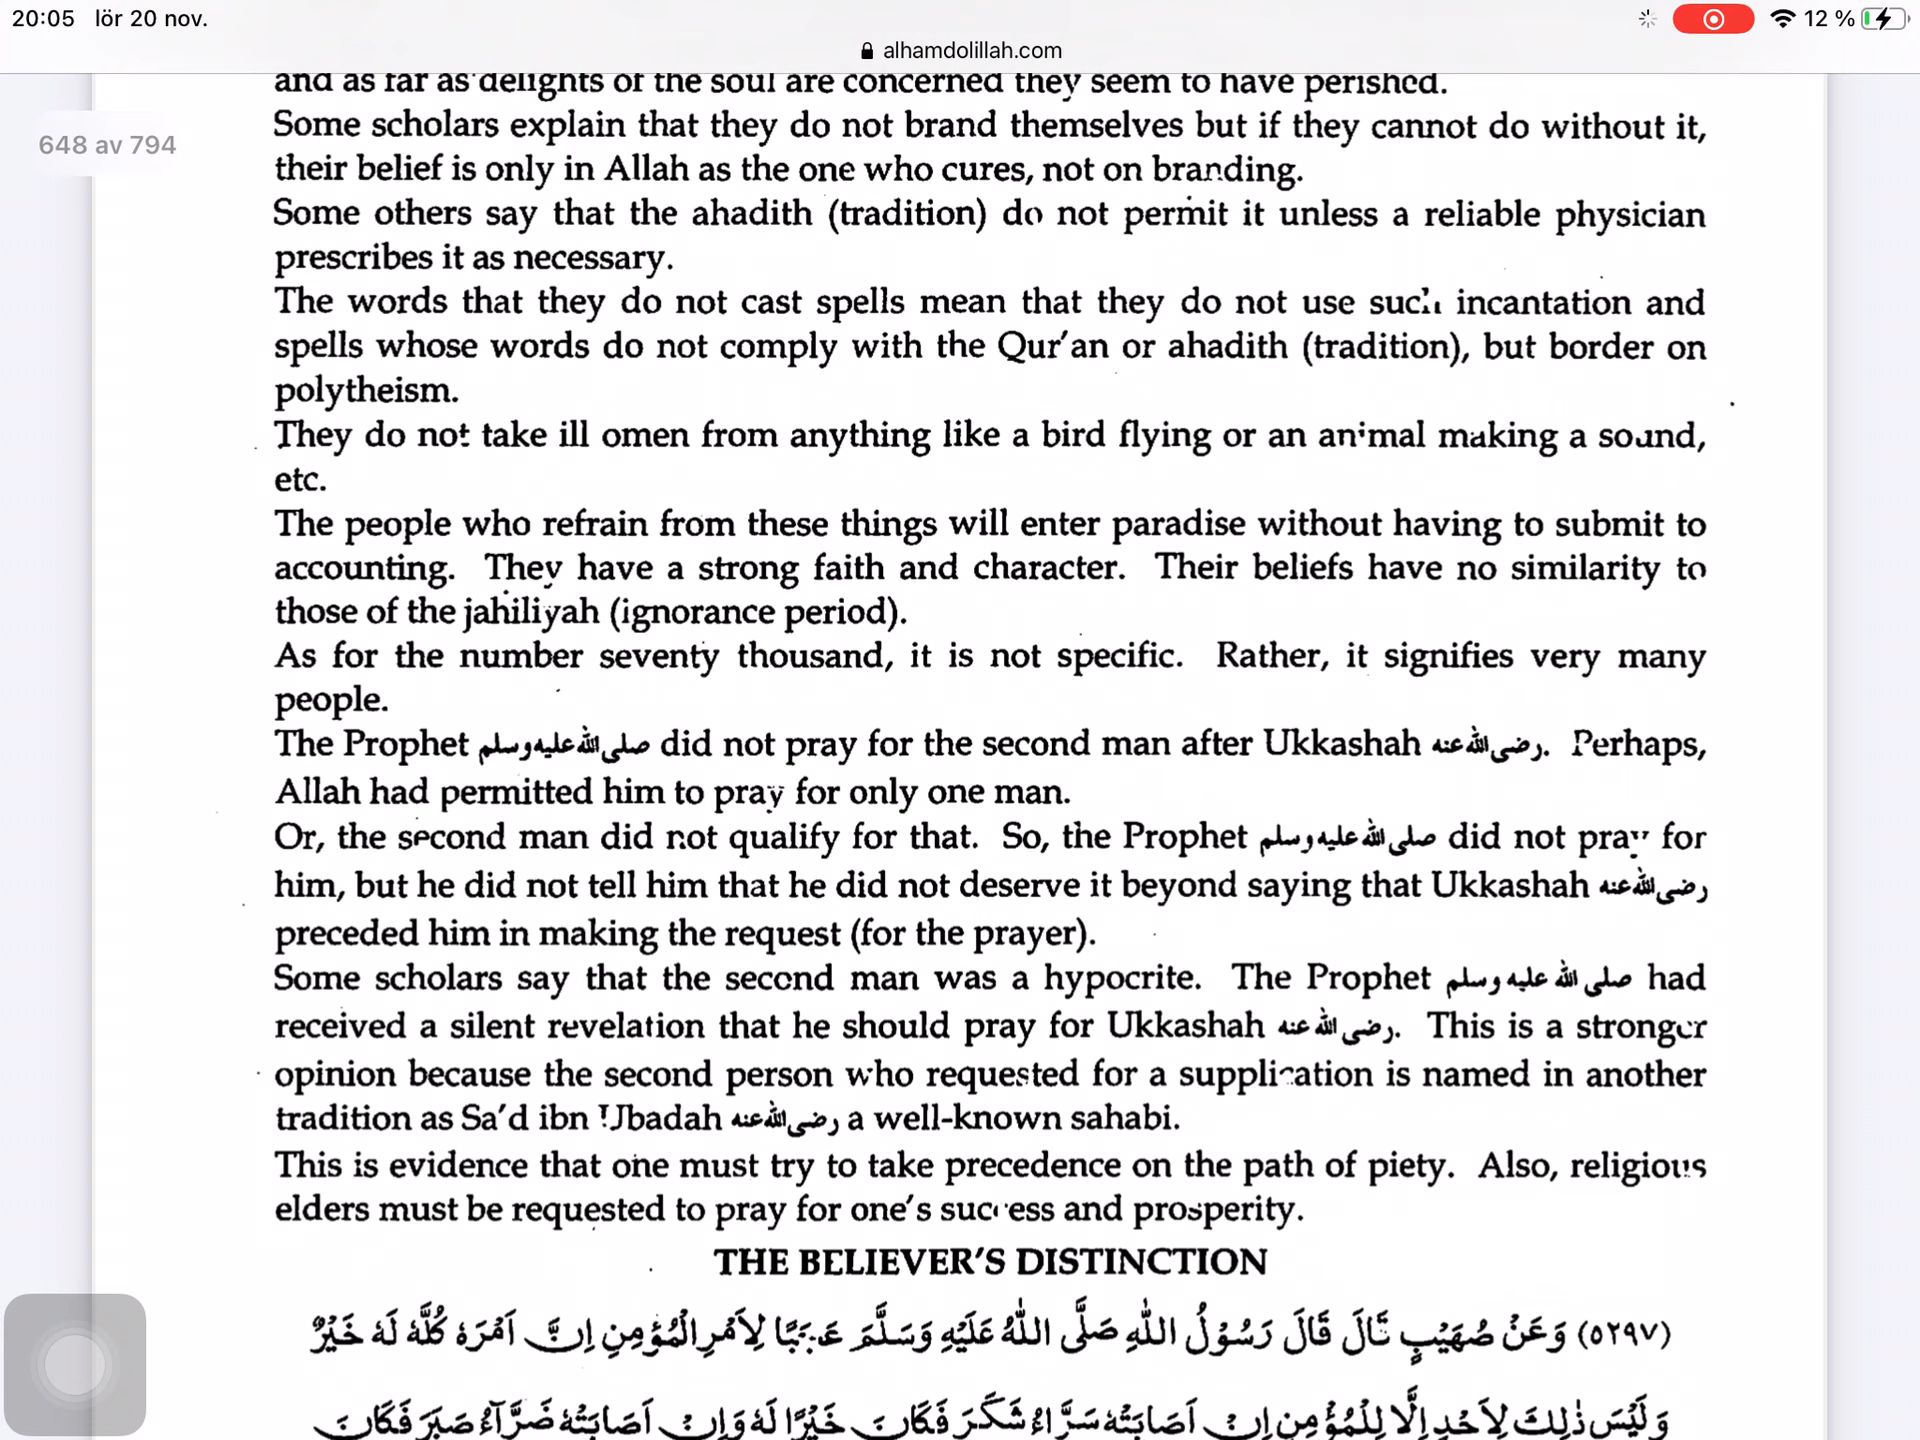 20:05 lör 20 nov.
12 %
alhamdolillah.com
and as far as delights of the soul are concerned they seem to have perished.
648 av 794
Some scholars explain that they do not brand themselves but if they cannot do without it,
their belief is only in Allah as the one who cures, not on branding.
Some others say that the ahadith (tradition) do not permit it unless a reliable physician
prescribes it as necessary.
The words that they do not cast spells mean that they do not use such incantation and
spells whose words do not comply with the Qur'an or ahadith (tradition), but border on
polytheism.
They do not take ill omen from anything like a bird flying or an animal making a sound,
etc.
The people who refrain from these things will enter paradise without having to submit to
accounting. They have a strong faith and character. Their beliefs have no similarity to
those of the jahiliyah (ignorance period).
As for the number seventy thousand, it is not specific. Rather, it signifies very many
people.
The Prophet صلى الله عليه وسلم did not pray for the second man after Ukkashah رضى الله عنه. Perhaps,
Allah had permitted him to pray for only one man.
Or, the second man did not qualify for that. So, the Prophet صلى الله عليه وسلم did not pray for
him, but he did not tell him that he did not deserve it beyond saying that Ukkashah رضى الله عنه
preceded him in making the request (for the prayer).
Some scholars say that the second man was a hypocrite. The Prophet صلى الله عليه وسلم had
received a silent revelation that he should pray for Ukkashah رضى الله عنه. This is a stronger
opinion because the second person who requested for a supplication is named in another
tradition as Sa'd ibn Ubadah رضى الله عنه a well-known sahabi.
This is evidence that one must try to take precedence on the path of piety. Also, religious
elders must be requested to pray for one's success and prosperity.
THE BELIEVER'S DISTINCTION
(٥٢٩٧) وَعَنْ صُهَيْبٍ قَالَ قَالَ رَسُوْلُ اللّٰهِ صَلَّى اللّٰهُ عَلَيْهِ وَسَلَّمَ عَجَبًا لِاَمْرِ الْمُؤْمِنِ اِنَّ اَمْرَهٗ كُلَّهٗ لَهٗ خَيْرٌ
وَلَيْسَ ذٰلِكَ لِاَحَدٍ اِلَّا لِلْمُؤْمِنِ اِنْ اَصَابَتْهُ سَرَّاءُ شَكَرَ فَكَانَ خَيْرًا لَهٗ وَاِنْ اَصَابَتْهُ ضَرَّآءُ صَبَرَ فَكَانَ